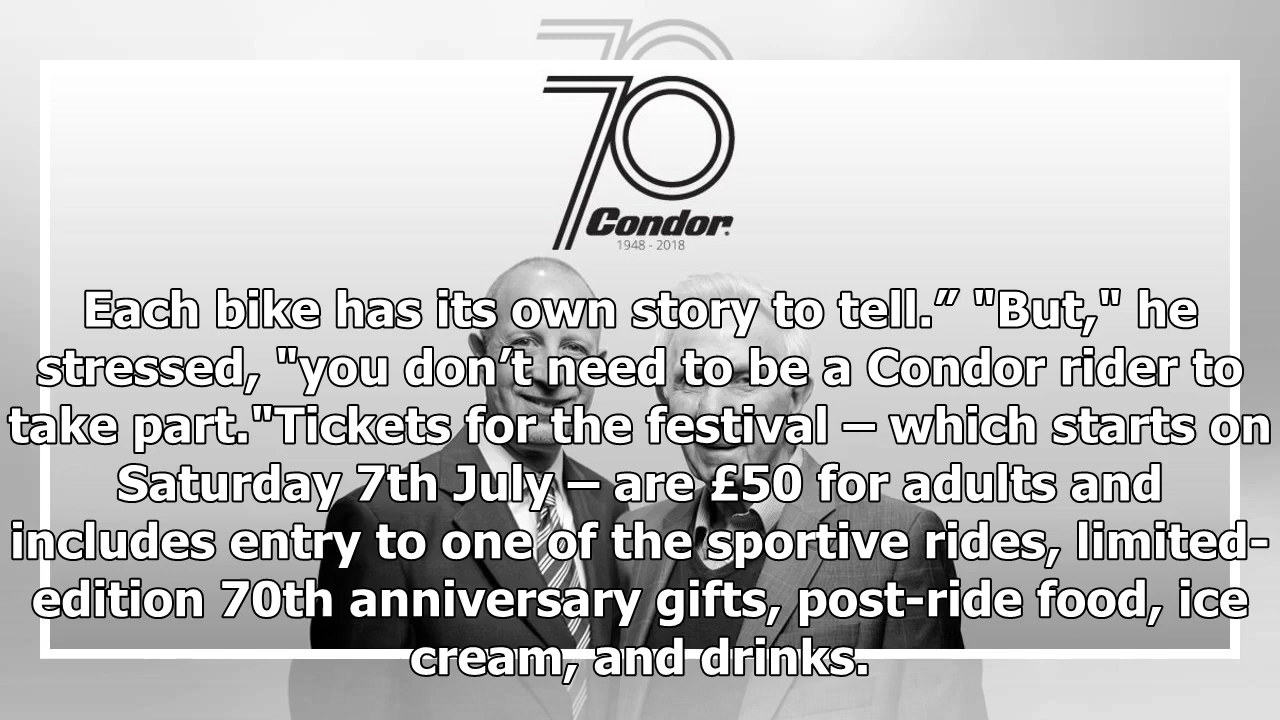 70
70
Condor
1948 - 2018
Each bike has its own story to tell.” "But," he
stressed, "you don’t need to be a Condor rider to
take part."Tickets for the festival – which starts on
Saturday 7th July – are £50 for adults and
includes entry to one of the sportive rides, limited-
edition 70th anniversary gifts, post-ride food, ice
cream, and drinks.